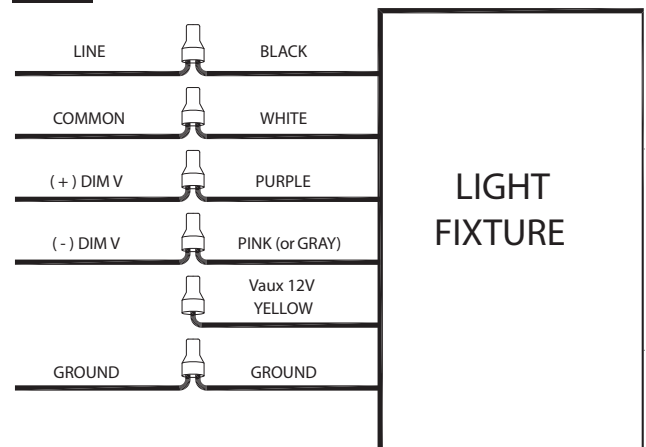 LINE BLACK
COMMON WHITE
( + ) DIM V PURPLE
( - ) DIM V PINK (or GRAY)
Vaux 12V
YELLOW
GROUND GROUND
LIGHT
FIXTURE